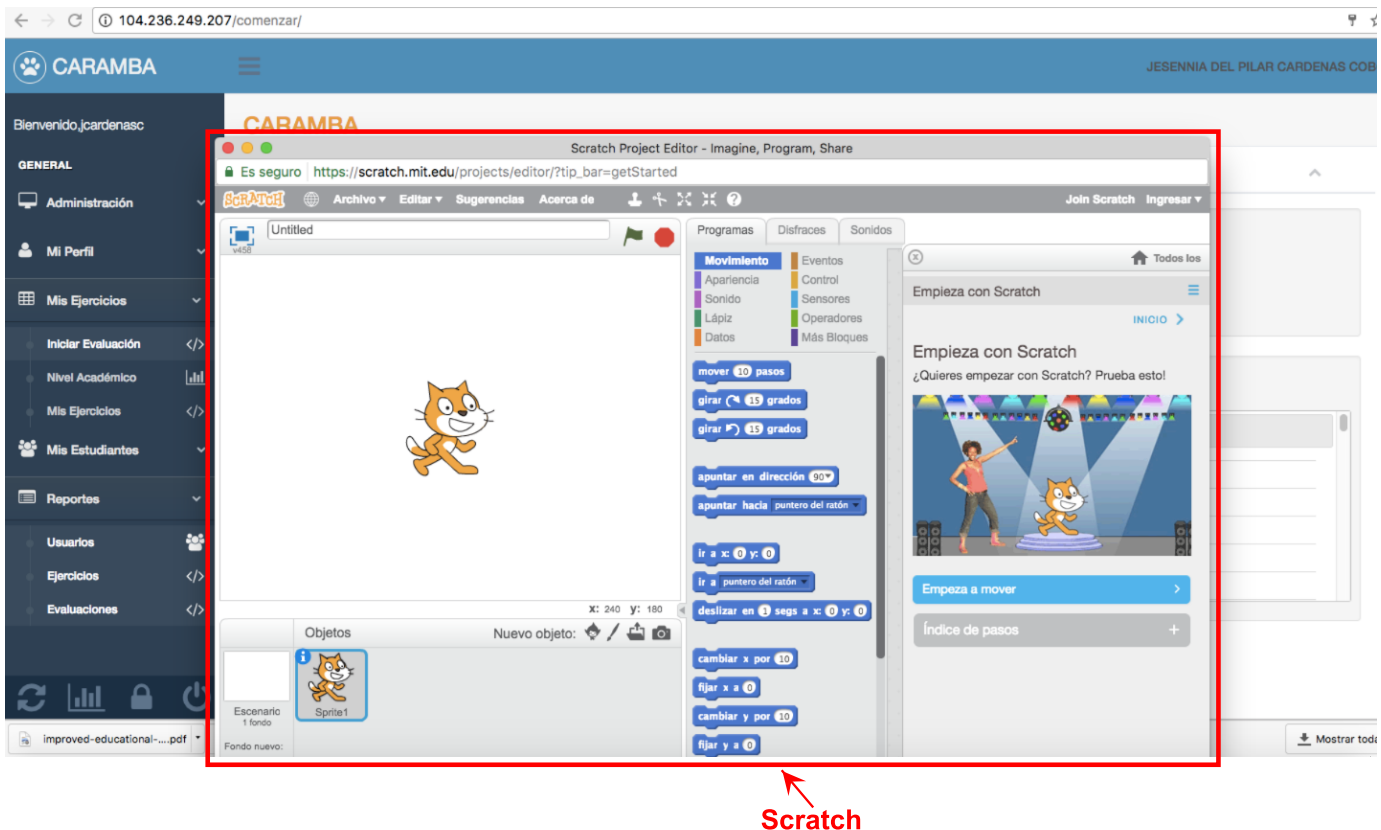 104.236.249.207/comenzar/
CARAMBA
JESENNIA DEL PILAR CARDENAS COB
Bienvenido,jcardenasc
GENERAL
Administración
Mi Perfil
Mis Ejercicios
Iniciar Evaluación
Nivel Académico
Mis Ejercicios
Mis Estudiantes
Reportes
Usuarios
Ejercicios
Evaluaciones
CARAMBA
Scratch Project Editor - Imagine, Program, Share
Es seguro https://scratch.mit.edu/projects/editor/?tip_bar=getStarted
SCRATCH Archivo Editar Sugerencias Acerca de Join Scratch Ingresar
Untitled
v458
x: 240 y: 180
Objetos Nuevo objeto:
Escenario
1 fondo
Sprite1
Fondo nuevo:
Programas Disfraces Sonidos
Movimiento Eventos
Apariencia Control
Sonido Sensores
Lápiz Operadores
Datos Más Bloques
mover 10 pasos
girar 15 grados
girar 15 grados
apuntar en dirección 90
apuntar hacia puntero del ratón
ir a x: 0 y: 0
ir a puntero del ratón
deslizar en 1 segs a x: 0 y: 0
cambiar x por 10
fijar x a 0
cambiar y por 10
fijar y a 0
Todos los
Empieza con Scratch
INICIO
Empieza con Scratch
¿Quieres empezar con Scratch? Prueba esto!
Empeza a mover
Índice de pasos
improved-educational-....pdf
Mostrar toda
Scratch